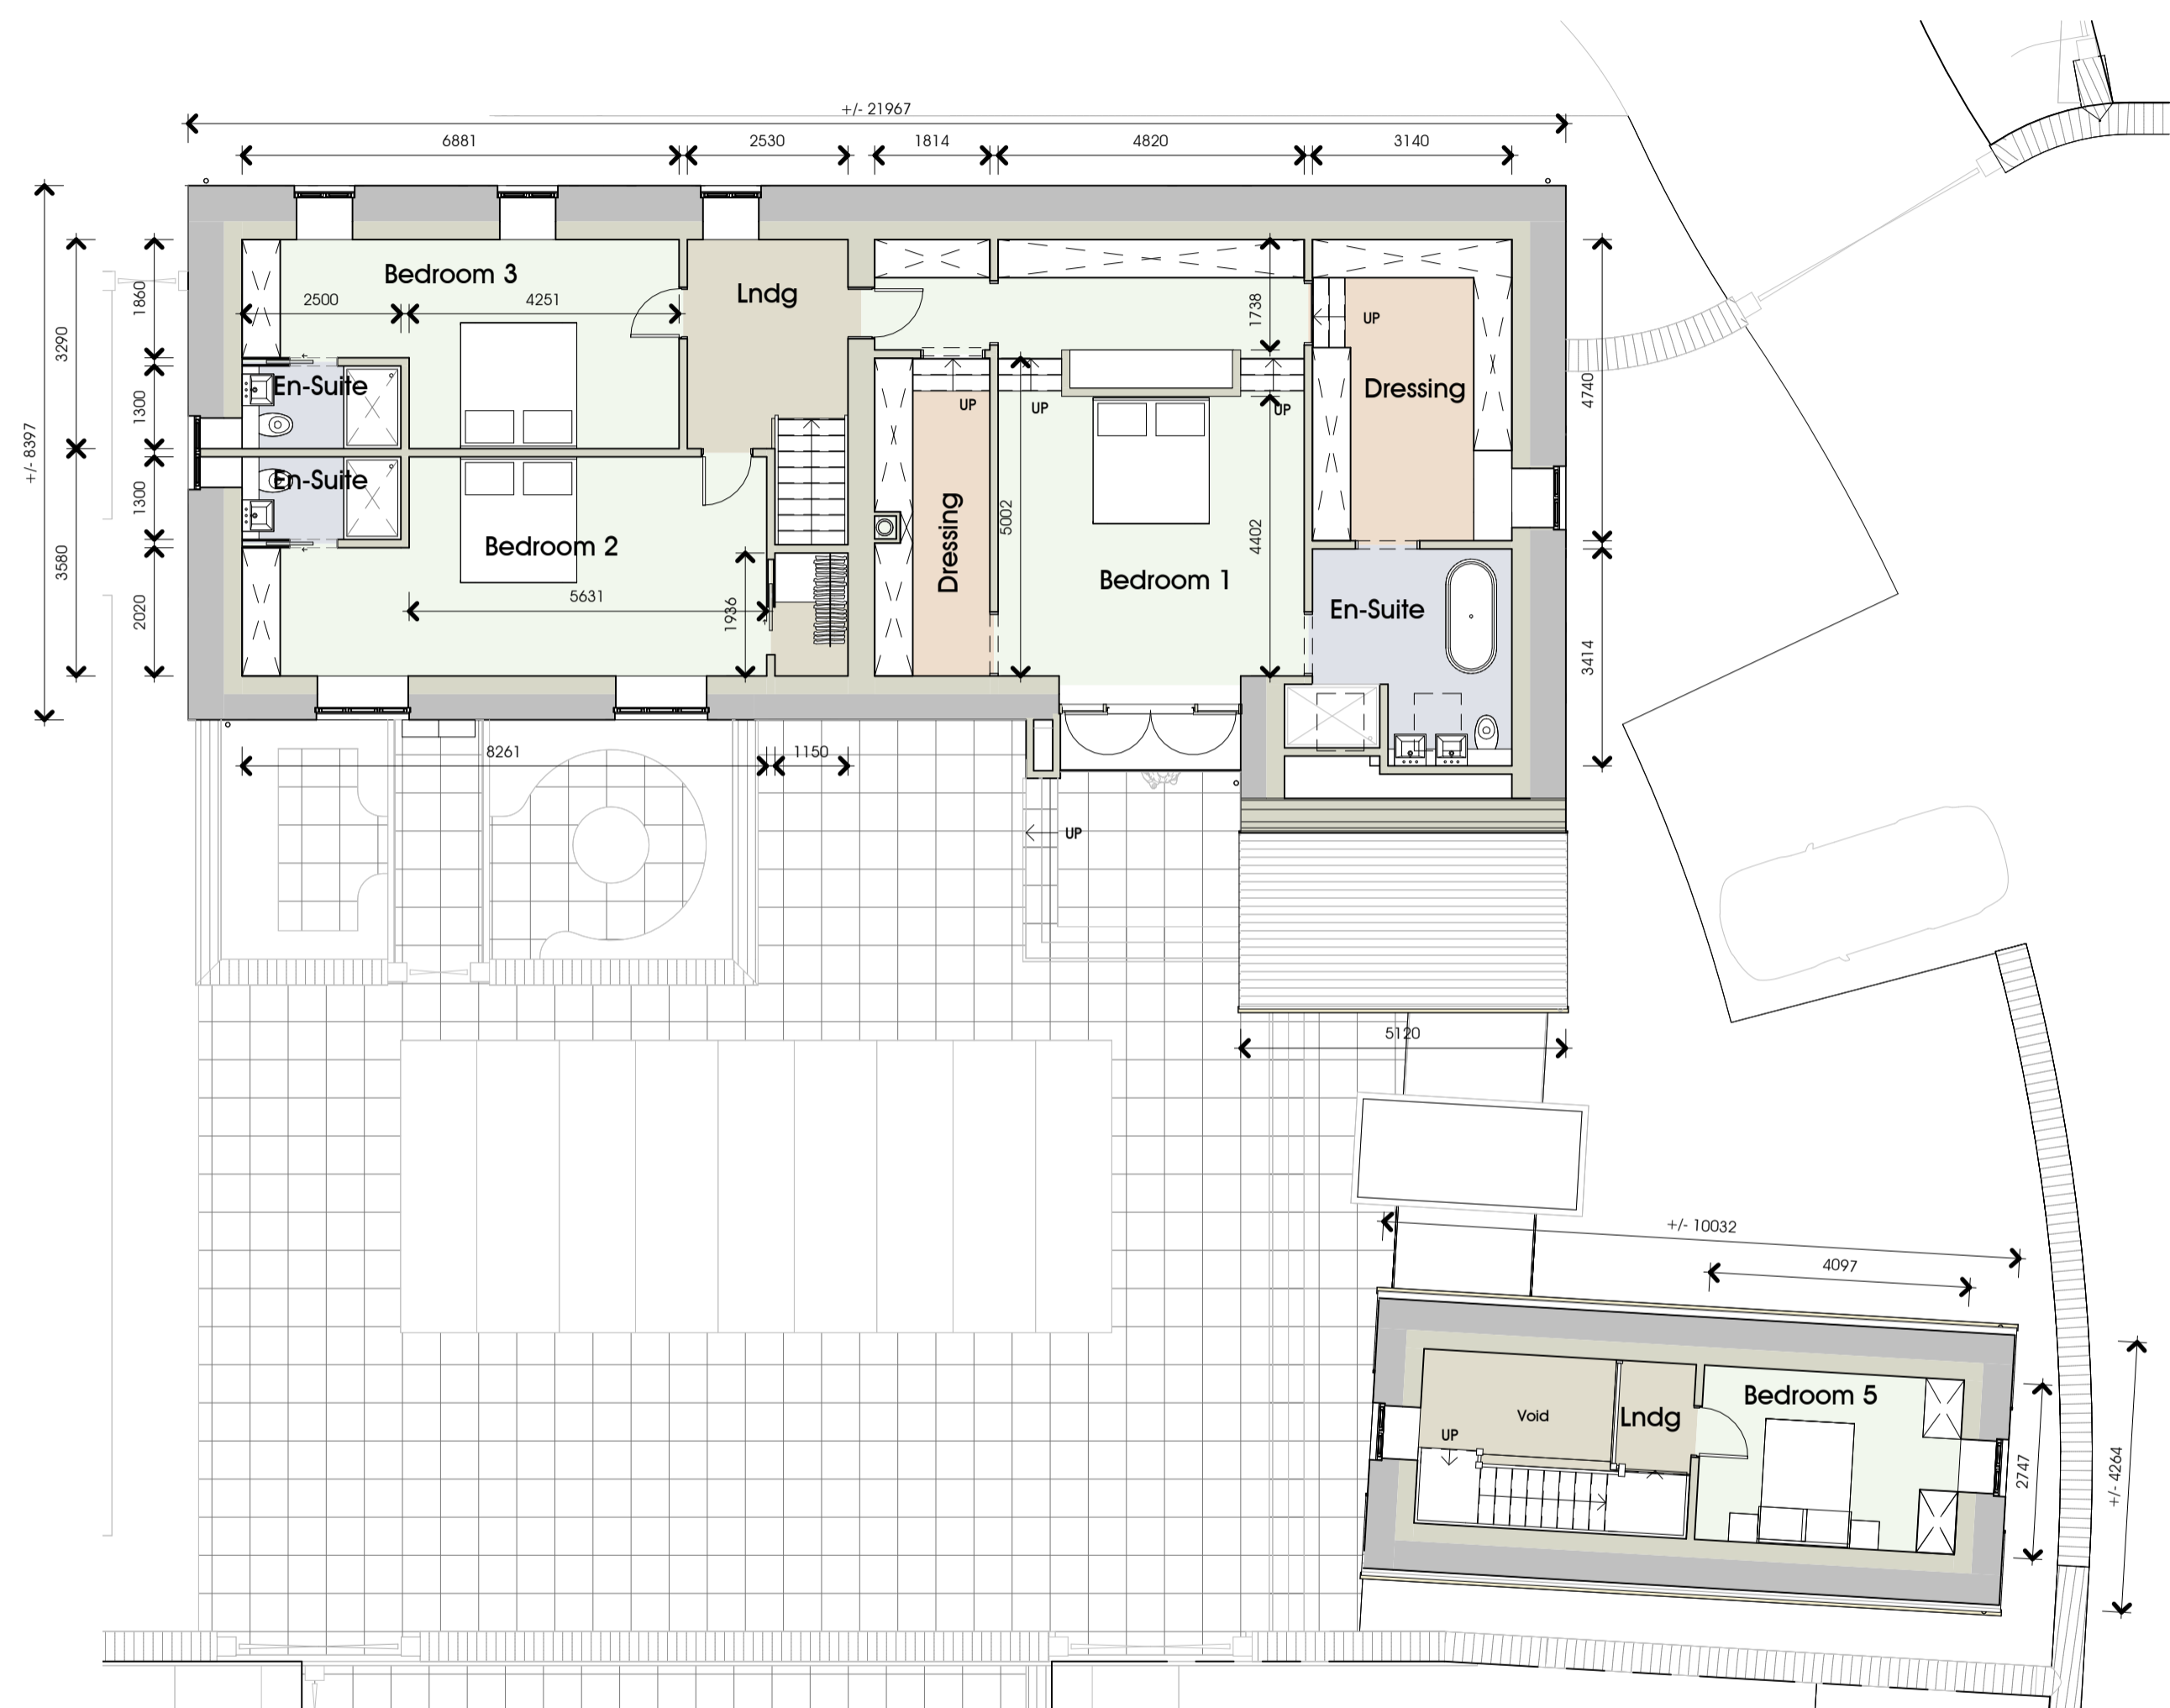 +/- 21967
6881
2530
1814
4820
3140
Bedroom 3
Lndg
2500
4251
1738
UP
1860
3290
+/- 8397
En-Suite
1300
Dressing
4740
UP
UP
UP
En-Suite
1300
Dressing
5002
4402
Bedroom 2
3580
Bedroom 1
5631
1936
2020
En-Suite
3414
8261
1150
UP
5120
+/- 10032
4097
Bedroom 5
Void
Lndg
UP
2747
+/- 4264